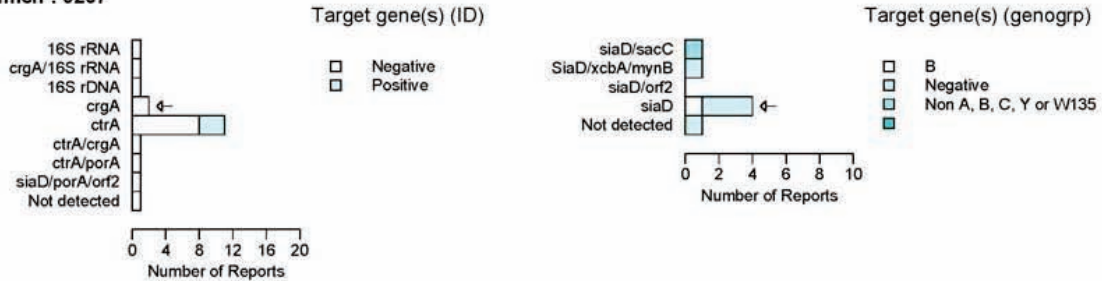 Target gene(s) (ID)
16S rRNA
crgA/16S rRNA
16S rDNA
crgA
ctrA
ctrA/crgA
ctrA/porA
siaD/porA/orf2
Not detected
Negative
Positive
0 4 8 12 16 20
Number of Reports
Target gene(s) (genogrp)
siaD/sacC
SiaD/xcbA/mynB
siaD/orf2
siaD
Not detected
B
Negative
Non A, B, C, Y or W135
0 2 4 6 8 10
Number of Reports